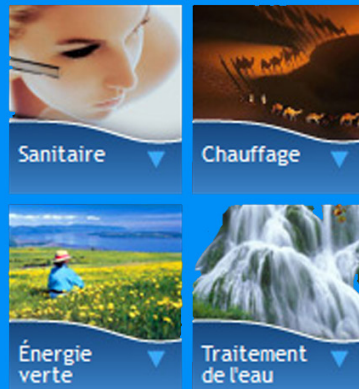 Sanitaire
Chauffage
Énergie
verte
Traitement
de l'eau